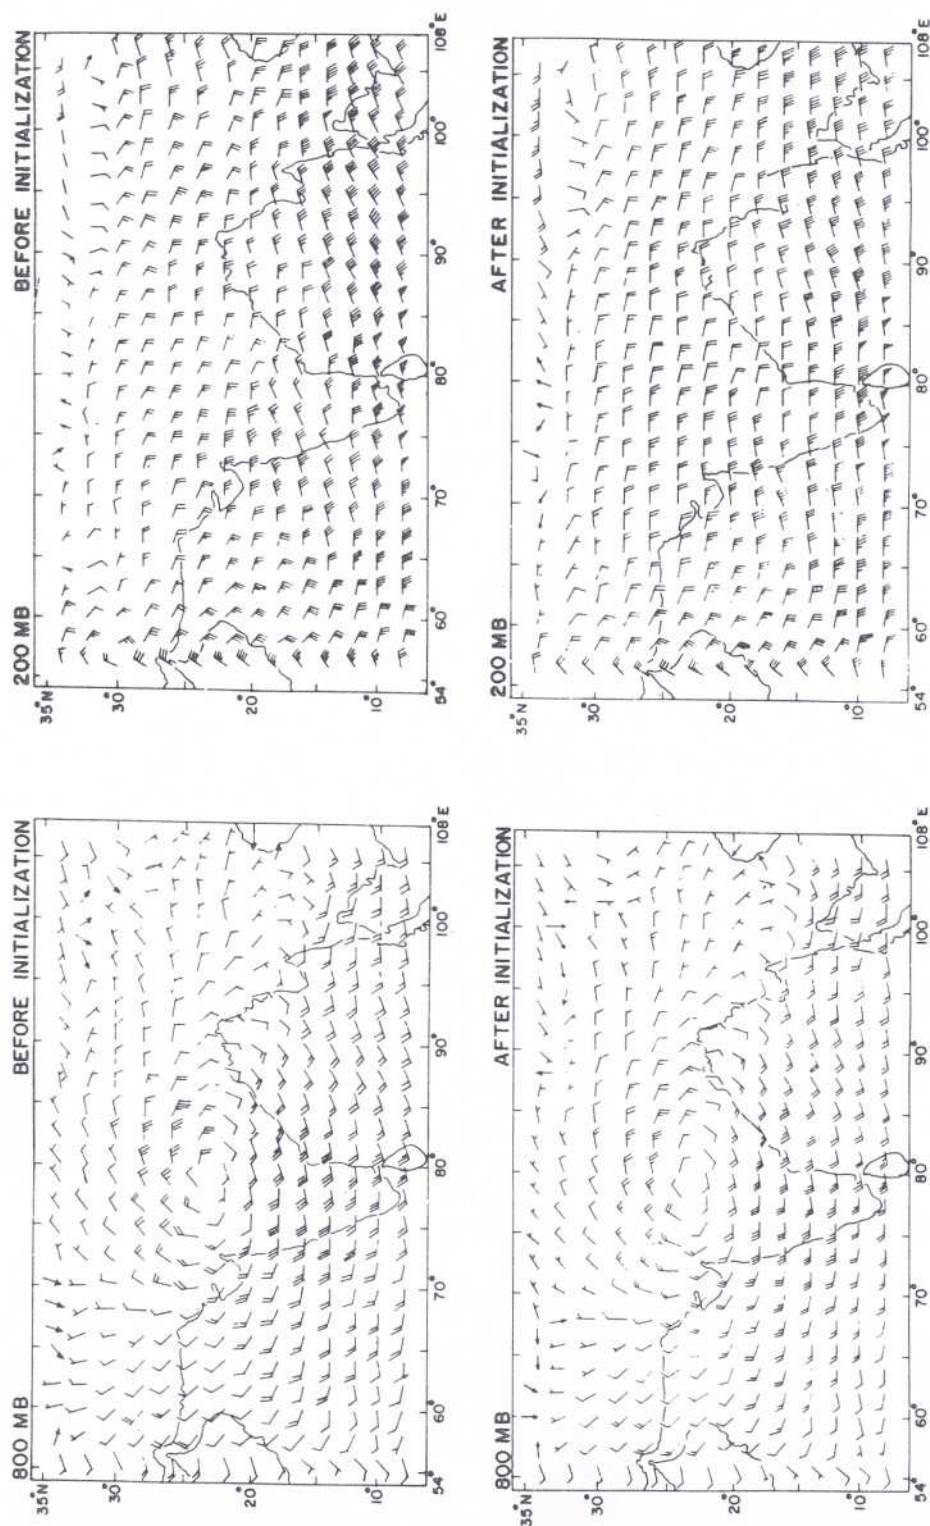 800 MB BEFORE INITIALIZATION
35°N
30°
20°
10°
54° 60° 70° 80° 90° 100° 108°E
200 MB BEFORE INITIALIZATION
35°N
30°
20°
10°
54° 60° 70° 80° 90° 100° 108°E
800 MB AFTER INITIALIZATION
35°N
30°
20°
10°
54° 60° 70° 80° 90° 100° 108°E
200 MB AFTER INITIALIZATION
35°N
30°
20°
10°
54° 60° 70° 80° 90° 100° 108°E